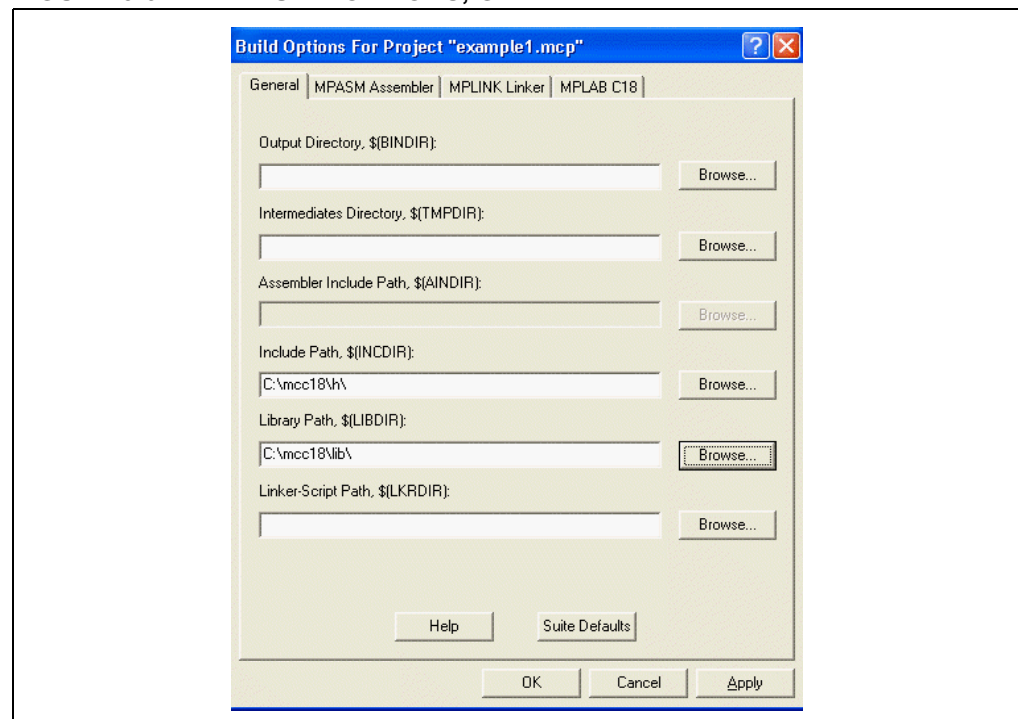 Build Options For Project "example1.mcp"
General MPASM Assembler MPLINK Linker MPLAB C18
Output Directory, $(BINDIR):
Browse...
Intermediates Directory, $(TMPDIR):
Browse...
Assembler Include Path, $(AINDIR):
Browse...
Include Path, $(INCDIR):
C:\mcc18\h\ Browse...
Library Path, $(LIBDIR):
C:\mcc18\lib\ Browse...
Linker-Script Path, $(LKRDIR):
Browse...
Help Suite Defaults
OK Cancel Apply